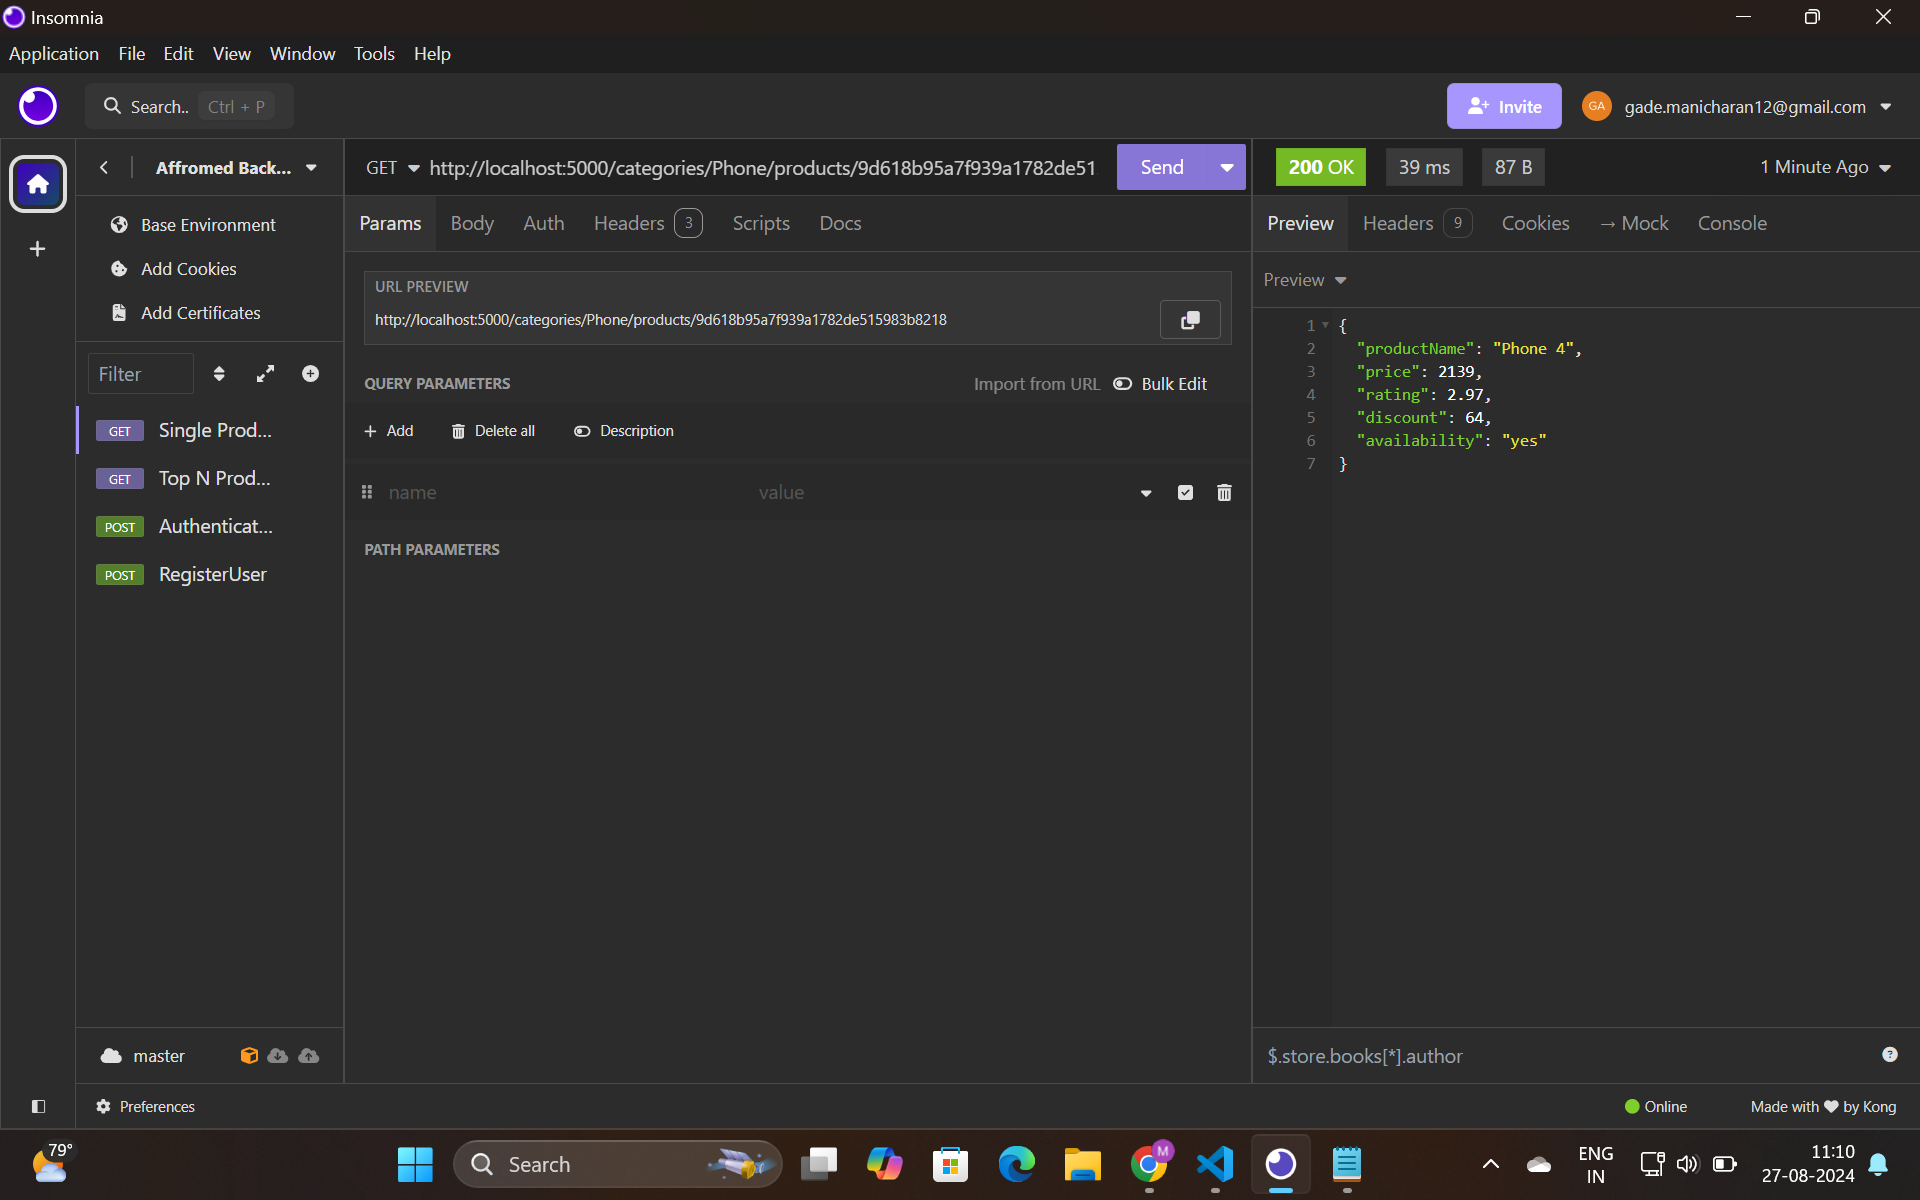 Insomnia
Application File Edit View Window Tools Help
Search.. Ctrl + P
Invite
GA gade.manicharan12@gmail.com
Affromed Back...
GET http://localhost:5000/categories/Phone/products/9d618b95a7f939a1782de51
Send
200 OK 39 ms 87 B 1 Minute Ago
Base Environment
Add Cookies
Add Certificates
Filter
GET Single Prod...
GET Top N Prod...
POST Authenticat...
POST RegisterUser
Params Body Auth Headers 3 Scripts Docs
URL PREVIEW
http://localhost:5000/categories/Phone/products/9d618b95a7f939a1782de515983b8218
QUERY PARAMETERS Import from URL Bulk Edit
+ Add Delete all Description
name value
PATH PARAMETERS
Preview Headers 9 Cookies → Mock Console
Preview
1 {
2 "productName": "Phone 4",
3 "price": 2139,
4 "rating": 2.97,
5 "discount": 64,
6 "availability": "yes"
7 }
master
$.store.books[*].author
Preferences
Online
Made with ❤ by Kong
79°
Search
M
ENG
IN
11:10
27-08-2024